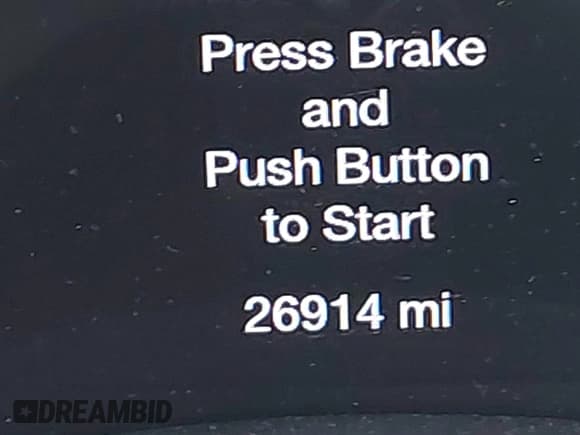 Press Brake
and
Push Button
to Start
26914 mi
DREAMBID